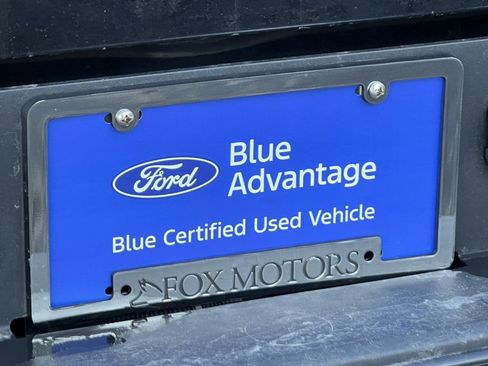 Ford
Blue
Advantage
Blue Certified Used Vehicle
FOX MOTORS